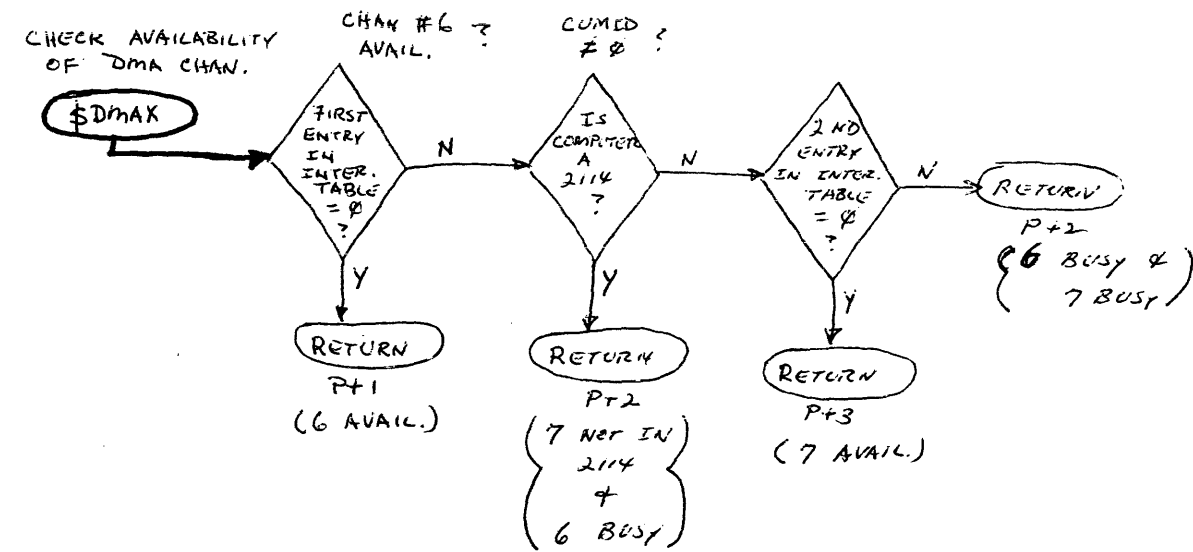 CHECK AVAILABILITY
OF DMA CHAN.
$DMAX
CHAN #6 ?
AVAIL.
FIRST
ENTRY
IN
INTER.
TABLE
= Ø
?
N
Y
RETURN
P+1
(6 AVAIL.)
CUMID ?
≠ Ø
IS
COMPUTER
A
2114
?
N
Y
RETURN
P+2
(7 NOT IN
2114
&
6 BUSY)
2ND
ENTRY
IN INTER.
TABLE
= Ø
?
N
Y
RETURN
P+3
(7 AVAIL.)
RETURN
P+2
(6 BUSY &
7 BUSY)